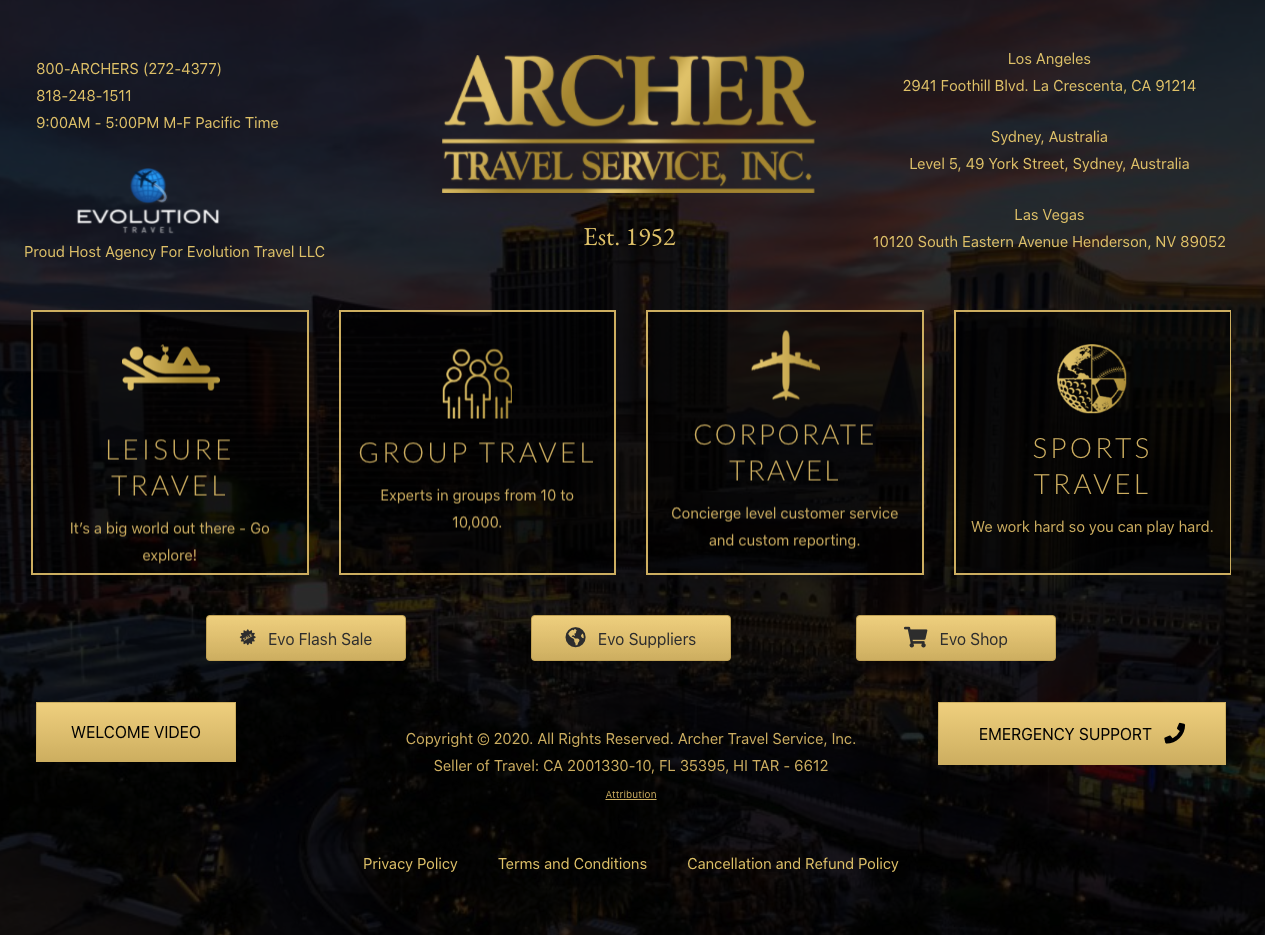 800-ARCHERS (272-4377)
818-248-1511
9:00AM - 5:00PM M-F Pacific Time
EVOLUTION
TRAVEL
Proud Host Agency For Evolution Travel LLC
ARCHER
TRAVEL SERVICE, INC.
Est. 1952
Los Angeles
2941 Foothill Blvd. La Crescenta, CA 91214
Sydney, Australia
Level 5, 49 York Street, Sydney, Australia
Las Vegas
10120 South Eastern Avenue Henderson, NV 89052
LEISURE
TRAVEL
It's a big world out there - Go
explore!
GROUP TRAVEL
Experts in groups from 10 to
10,000.
CORPORATE
TRAVEL
Concierge level customer service
and custom reporting.
SPORTS
TRAVEL
We work hard so you can play hard.
Evo Flash Sale
Evo Suppliers
Evo Shop
WELCOME VIDEO
Copyright © 2020. All Rights Reserved. Archer Travel Service, Inc.
Seller of Travel: CA 2001330-10, FL 35395, HI TAR - 6612
Attribution
EMERGENCY SUPPORT
Privacy Policy
Terms and Conditions
Cancellation and Refund Policy